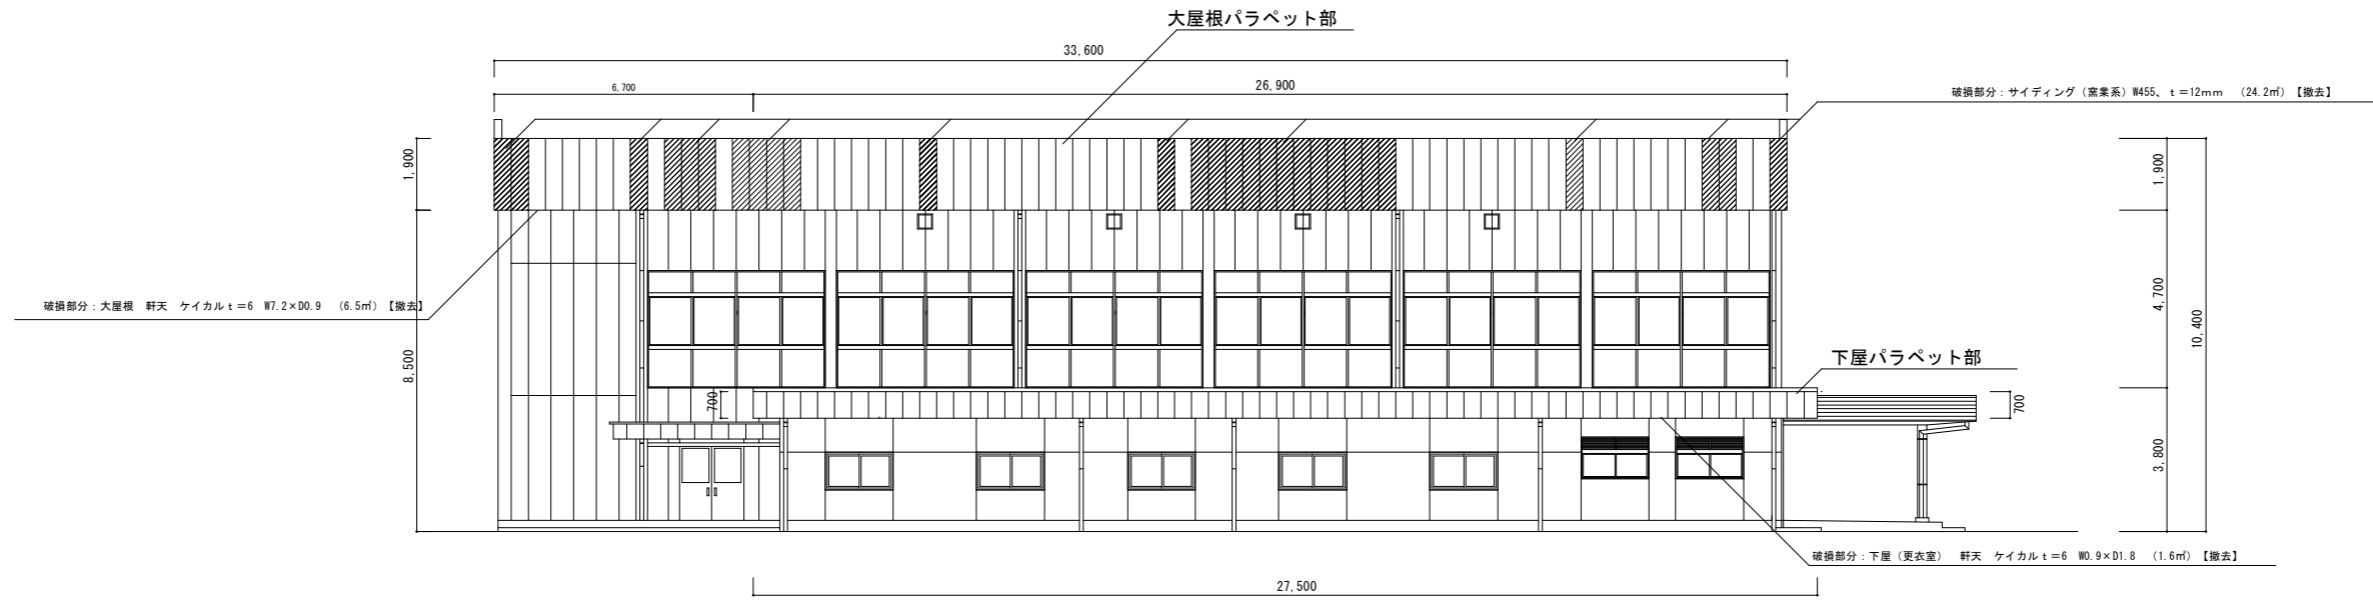 大屋根パラペット部
33,600
6,700
26,900
破損部分：サイディング（窯業系）W455、ｔ＝12mm （24.2㎡）【撤去】
1,900
1,900
破損部分：大屋根 軒天 ケイカルｔ＝6 W7.2×D0.9 （6.5㎡）【撤去】
4,700
10,400
8,500
下屋パラペット部
700
700
3,800
破損部分：下屋（更衣室） 軒天 ケイカルｔ＝6 W0.9×D1.8 （1.6㎡）【撤去】
27,500